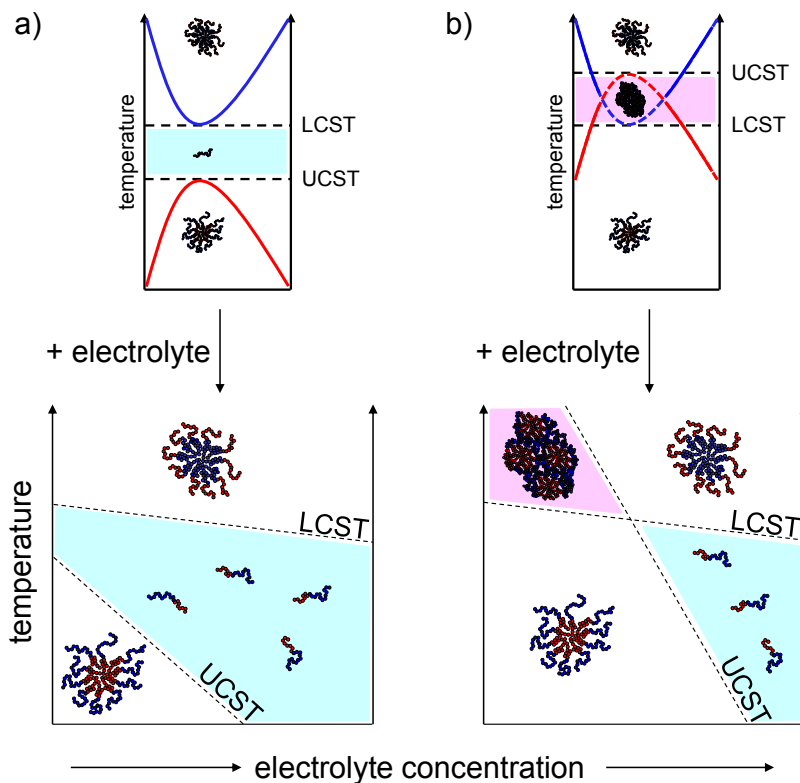 a)
temperature
LCST
UCST
b)
temperature
UCST
LCST
+ electrolyte
+ electrolyte
temperature
LCST
UCST
LCST
UCST
electrolyte concentration